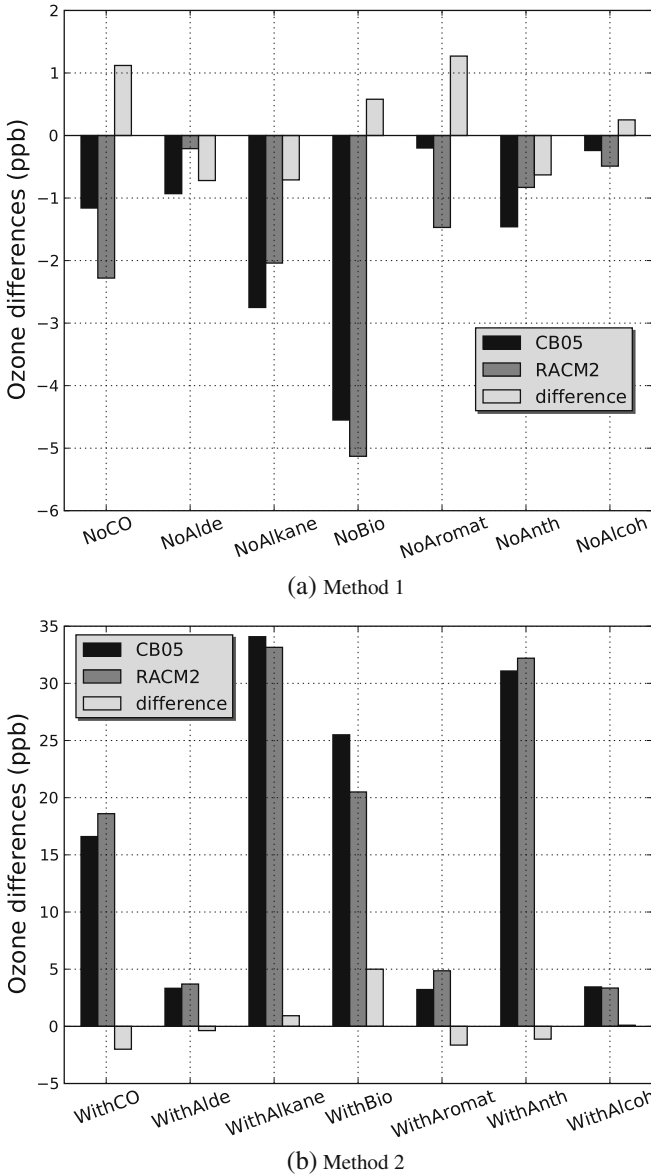 2
1
0
−1
−2
−3
−4
−5
−6
Ozone differences (ppb)
CB05
RACM2
difference
NoCO
NoAlde
NoAlkane
NoBio
NoAromat
NoAnth
NoAlcoh
(a) Method 1
35
30
25
20
15
10
5
0
−5
Ozone differences (ppb)
CB05
RACM2
difference
WithCO
WithAlde
WithAlkane
WithBio
WithAromat
WithAnth
WithAlcoh
(b) Method 2